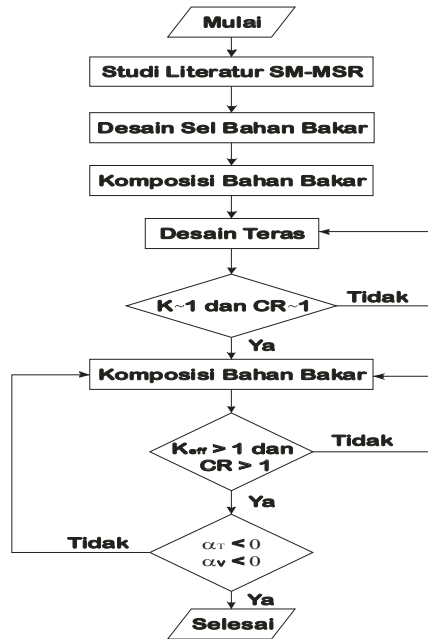 Mulai
Studi Literatur SM-MSR
Desain Sel Bahan Bakar
Komposisi Bahan Bakar
Desain Teras
K~1 dan CR~1
Tidak
Ya
Komposisi Bahan Bakar
Keff > 1 dan
CR > 1
Tidak
Ya
αT < 0
αv < 0
Tidak
Ya
Selesai